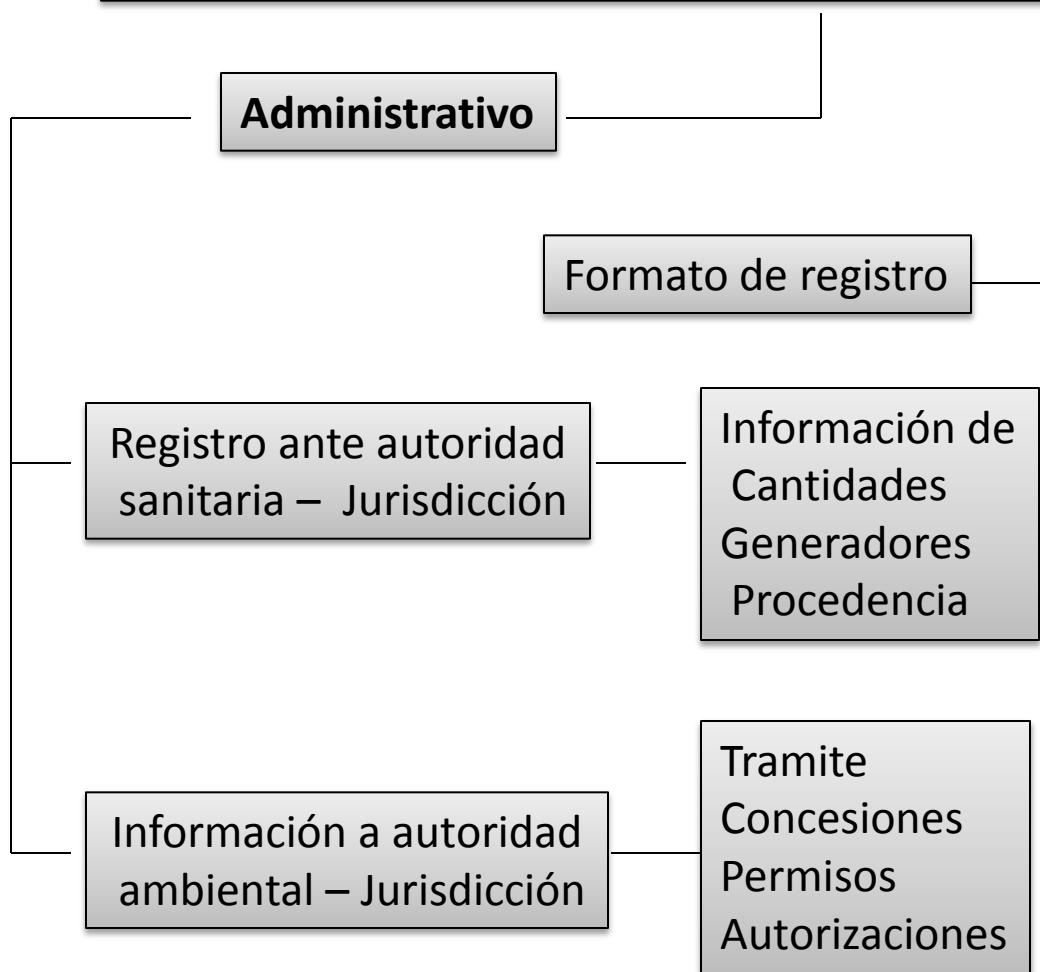 Administrativo
Formato de registro
Registro ante autoridad
sanitaria – Jurisdicción
Información de
Cantidades
Generadores
Procedencia
Información a autoridad
ambiental – Jurisdicción
Tramite
Concesiones
Permisos
Autorizaciones